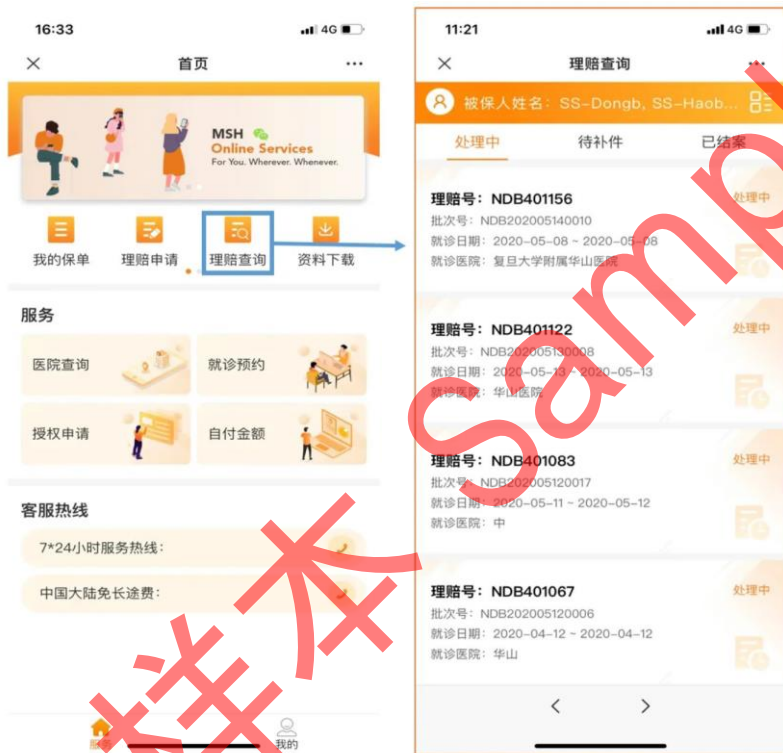 16:33
4G
首页
MSH
Online Services
For You. Wherever. Whenever.
我的保单
理赔申请
理赔查询
资料下载
服务
医院查询
就诊预约
授权申请
自付金额
客服热线
7*24小时服务热线:
中国大陆免长途费:
服务
我的
11:21
4G
理赔查询
被保人姓名: SS-Dongb, SS-Haob...
处理中
待补件
已结案
理赔号: NDB401156
处理中
批次号: NDB202005140010
就诊日期: 2020-05-08 ~ 2020-05-08
就诊医院: 复旦大学附属华山医院
理赔号: NDB401122
处理中
批次号: NDB202005130008
就诊日期: 2020-05-13 ~ 2020-05-13
就诊医院: 华山医院
理赔号: NDB401083
处理中
批次号: NDB202005120017
就诊日期: 2020-05-11 ~ 2020-05-12
就诊医院: 中
理赔号: NDB401067
处理中
批次号: NDB202005120006
就诊日期: 2020-04-12 ~ 2020-04-12
就诊医院: 华山
样本 Sampl